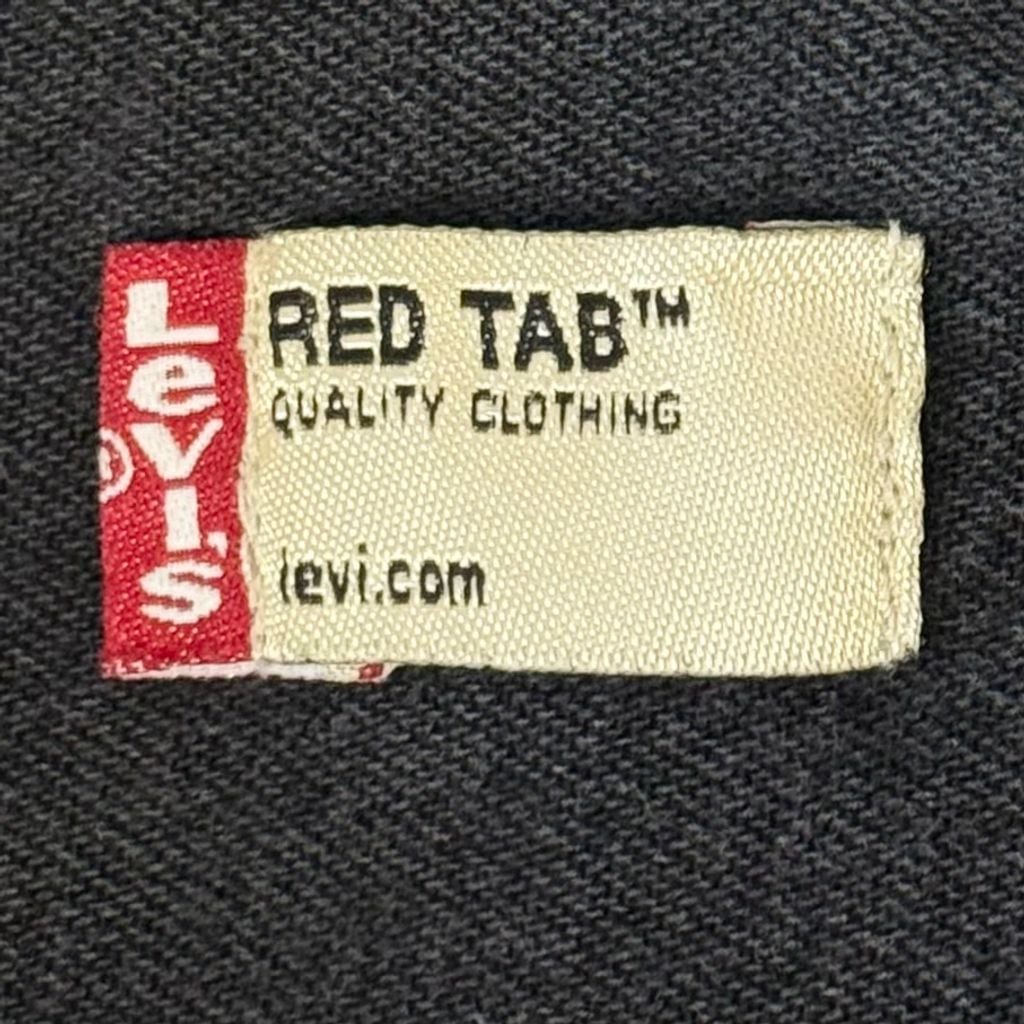 Levi's
®
RED TAB™
QUALITY CLOTHING
levi.com